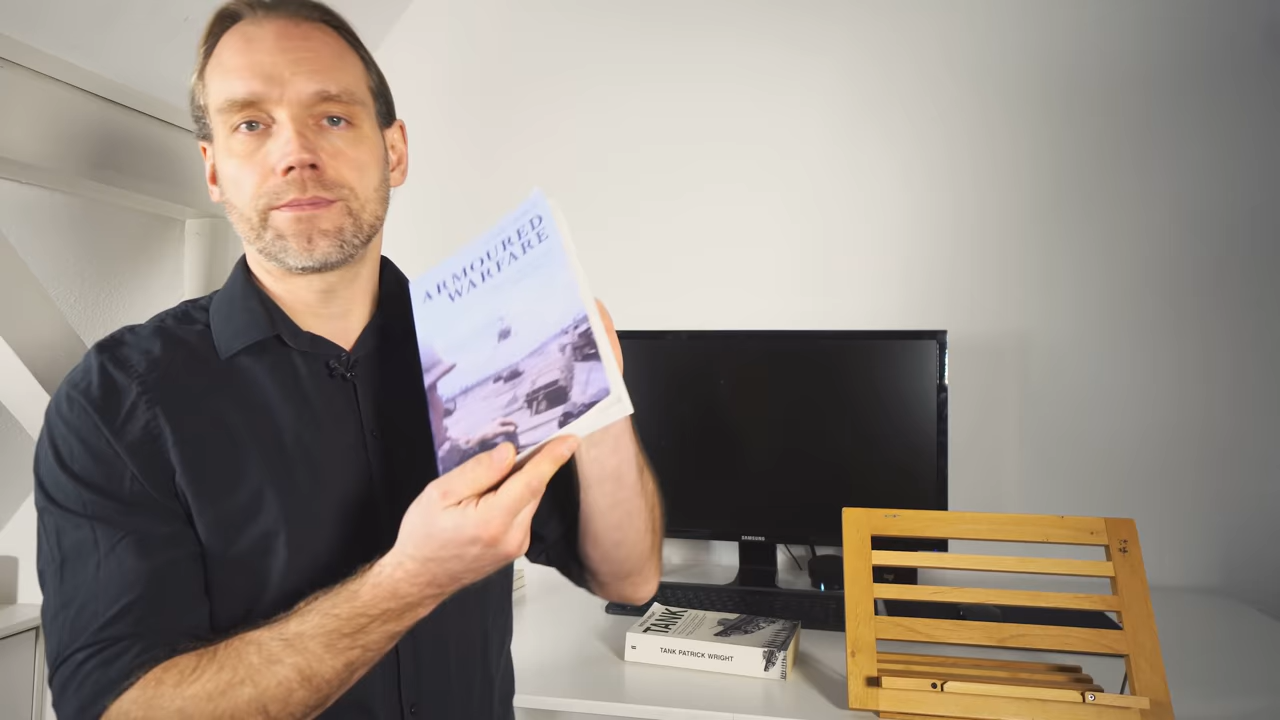 ARMOURED
WARFARE
SAMSUNG
TANK
TANK PATRICK WRIGHT